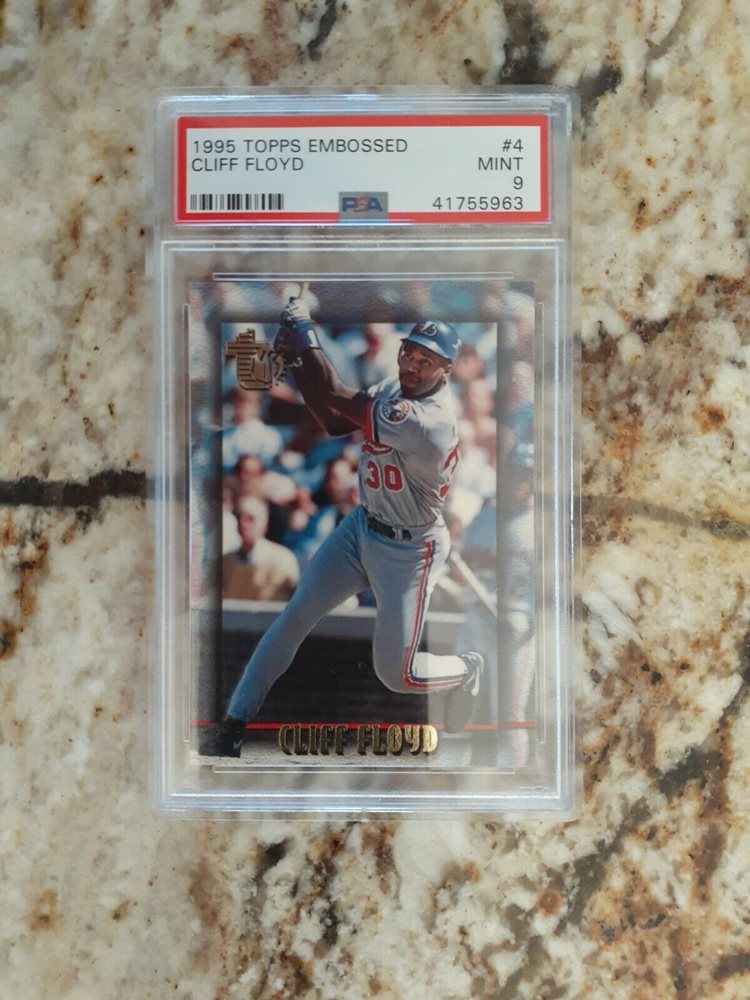 1995 TOPPS EMBOSSED #4
CLIFF FLOYD MINT
9
PSA 41755963
30
CLIFF FLOYD